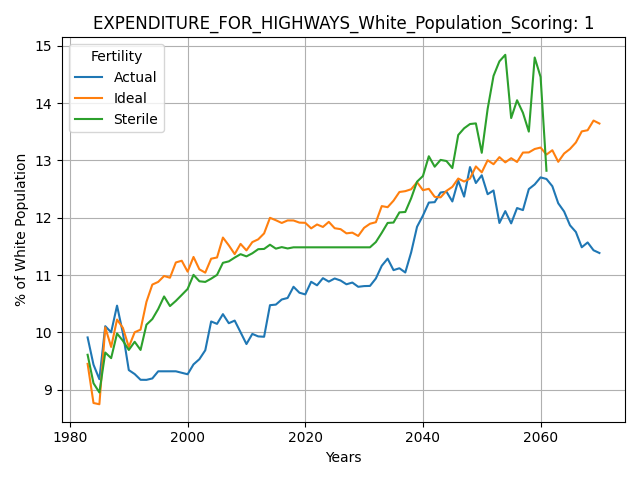 EXPENDITURE_FOR_HIGHWAYS_White_Population_Scoring: 1
Fertility
Actual
Ideal
Sterile
% of White Population
15
14
13
12
11
10
9
1980
2000
2020
2040
2060
Years